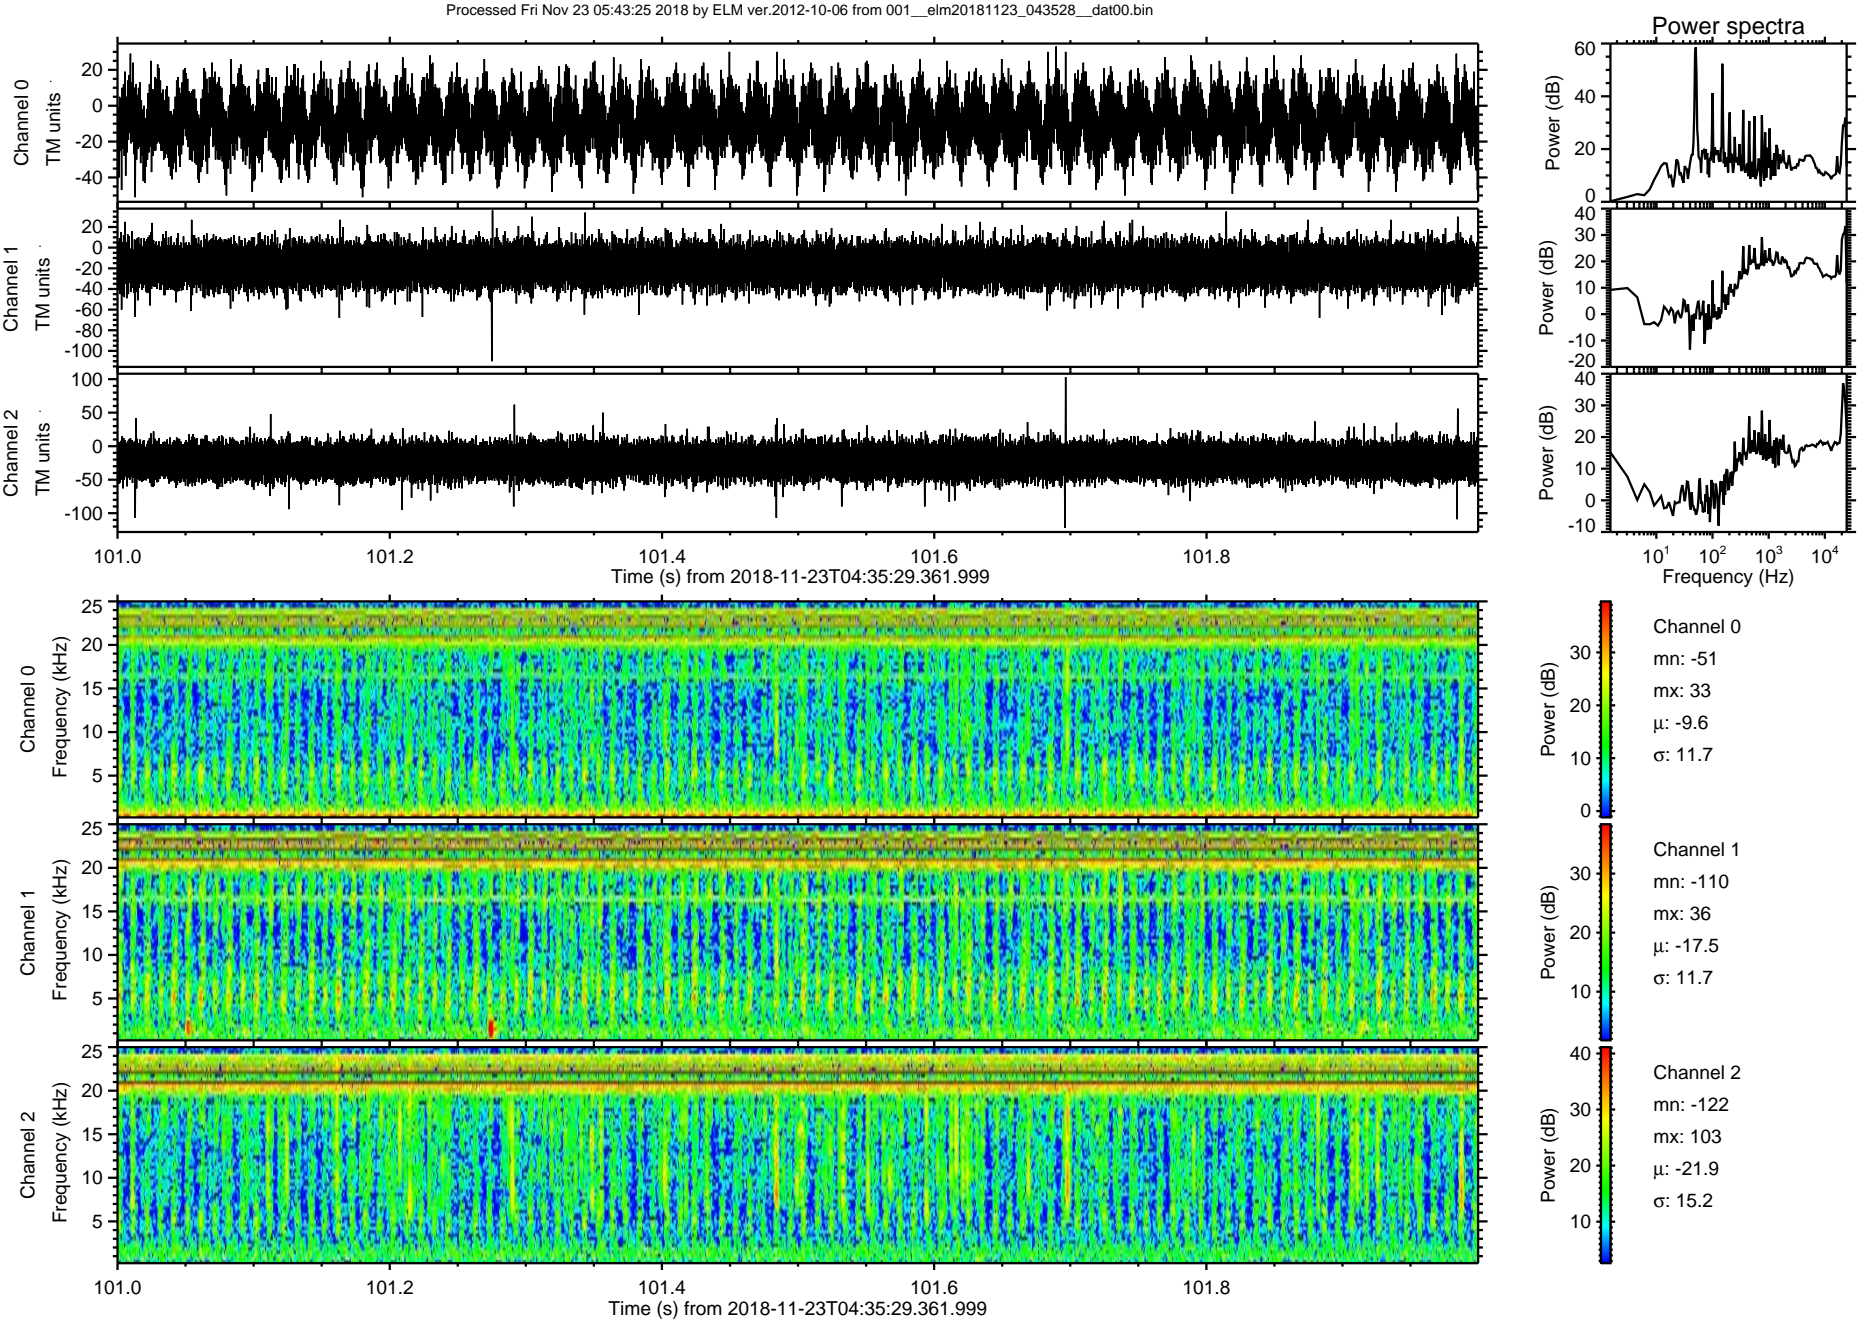 Processed Fri Nov 23 05:43:25 2018 by ELM ver.2012-10-06 from 001__elm20181123_043528__dat00.bin
Power spectra
Channel 0
TM units
20
0
-20
-40
Power (dB)
60
40
20
0
Channel 1
TM units
20
0
-20
-40
-60
-80
-100
Power (dB)
40
30
20
10
0
-10
-20
Channel 2
TM units
100
50
0
-50
-100
Power (dB)
40
30
20
10
0
-10
101.0 101.2 101.4 101.6 101.8
Time (s) from 2018-11-23T04:35:29.361.999
10¹ 10² 10³ 10⁴
Frequency (Hz)
Channel 0
Frequency (kHz)
25
20
15
10
5
Power (dB)
30
20
10
0
Channel 0
mn: -51
mx: 33
μ: -9.6
σ: 11.7
Channel 1
Frequency (kHz)
25
20
15
10
5
Power (dB)
30
20
10
Channel 1
mn: -110
mx: 36
μ: -17.5
σ: 11.7
Channel 2
Frequency (kHz)
25
20
15
10
5
Power (dB)
40
30
20
10
Channel 2
mn: -122
mx: 103
μ: -21.9
σ: 15.2
101.0 101.2 101.4 101.6 101.8
Time (s) from 2018-11-23T04:35:29.361.999